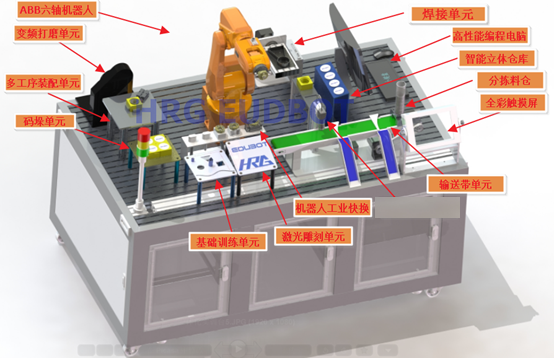 ABB六轴机器人
焊接单元
变频打磨单元
高性能编程电脑
智能立体仓库
多工序装配单元
分拣料仓
码垛单元
全彩触摸屏
HRG EUDBOT
EDUBOT
HRG
输送带单元
机器人工业快换
基础训练单元
激光雕刻单元